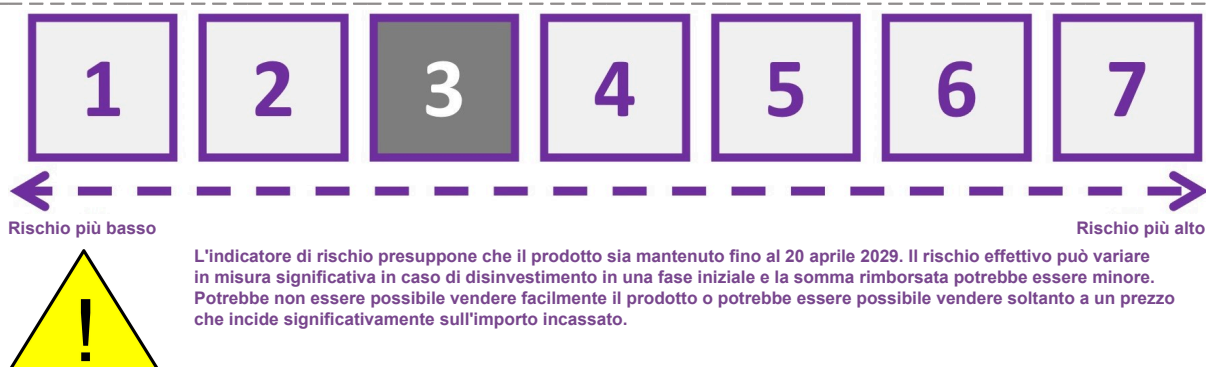 1 2 3 4 5 6 7
Rischio più basso Rischio più alto
L'indicatore di rischio presuppone che il prodotto sia mantenuto fino al 20 aprile 2029. Il rischio effettivo può variare
in misura significativa in caso di disinvestimento in una fase iniziale e la somma rimborsata potrebbe essere minore.
Potrebbe non essere possibile vendere facilmente il prodotto o potrebbe essere possibile vendere soltanto a un prezzo
che incide significativamente sull'importo incassato.
!